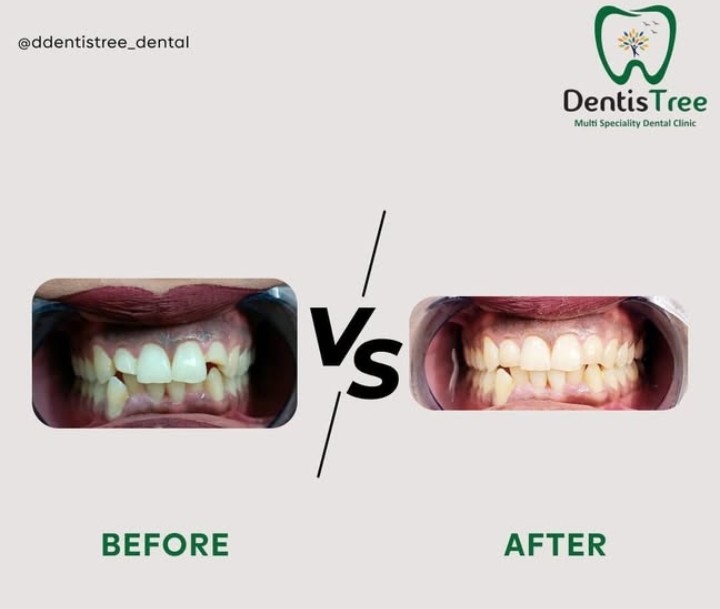 @ddentistree_dental
DentisTree
Multi Speciality Dental Clinic
VS
BEFORE
AFTER